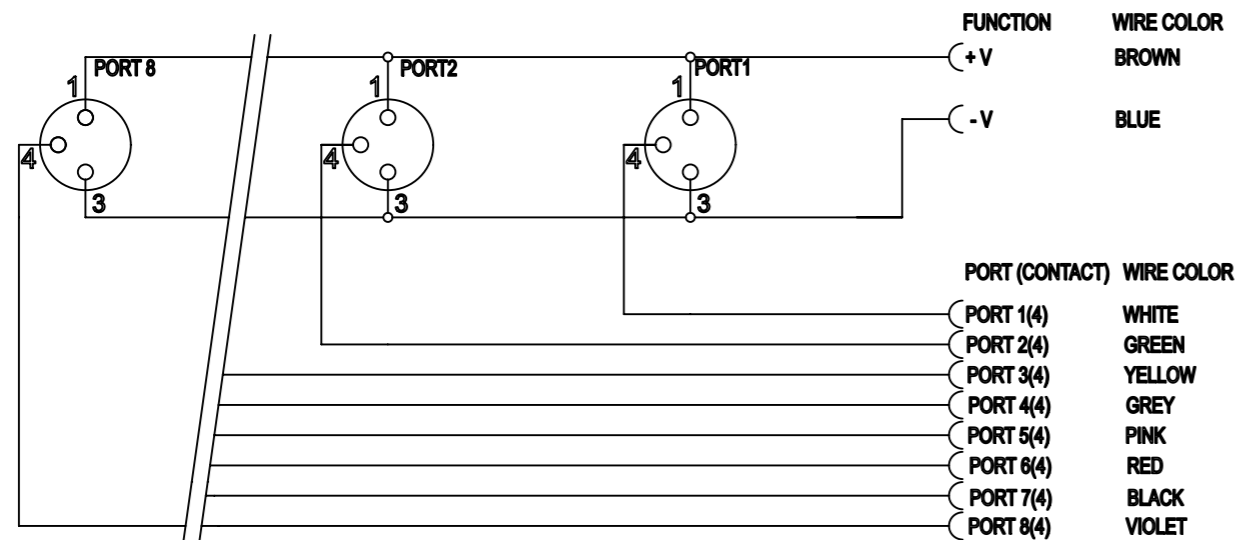 FUNCTION WIRE COLOR
PORT 8 PORT2 PORT1 + V BROWN
1 1 1
- V BLUE
4 4 4
3 3 3
PORT (CONTACT) WIRE COLOR
PORT 1(4) WHITE
PORT 2(4) GREEN
PORT 3(4) YELLOW
PORT 4(4) GREY
PORT 5(4) PINK
PORT 6(4) RED
PORT 7(4) BLACK
PORT 8(4) VIOLET